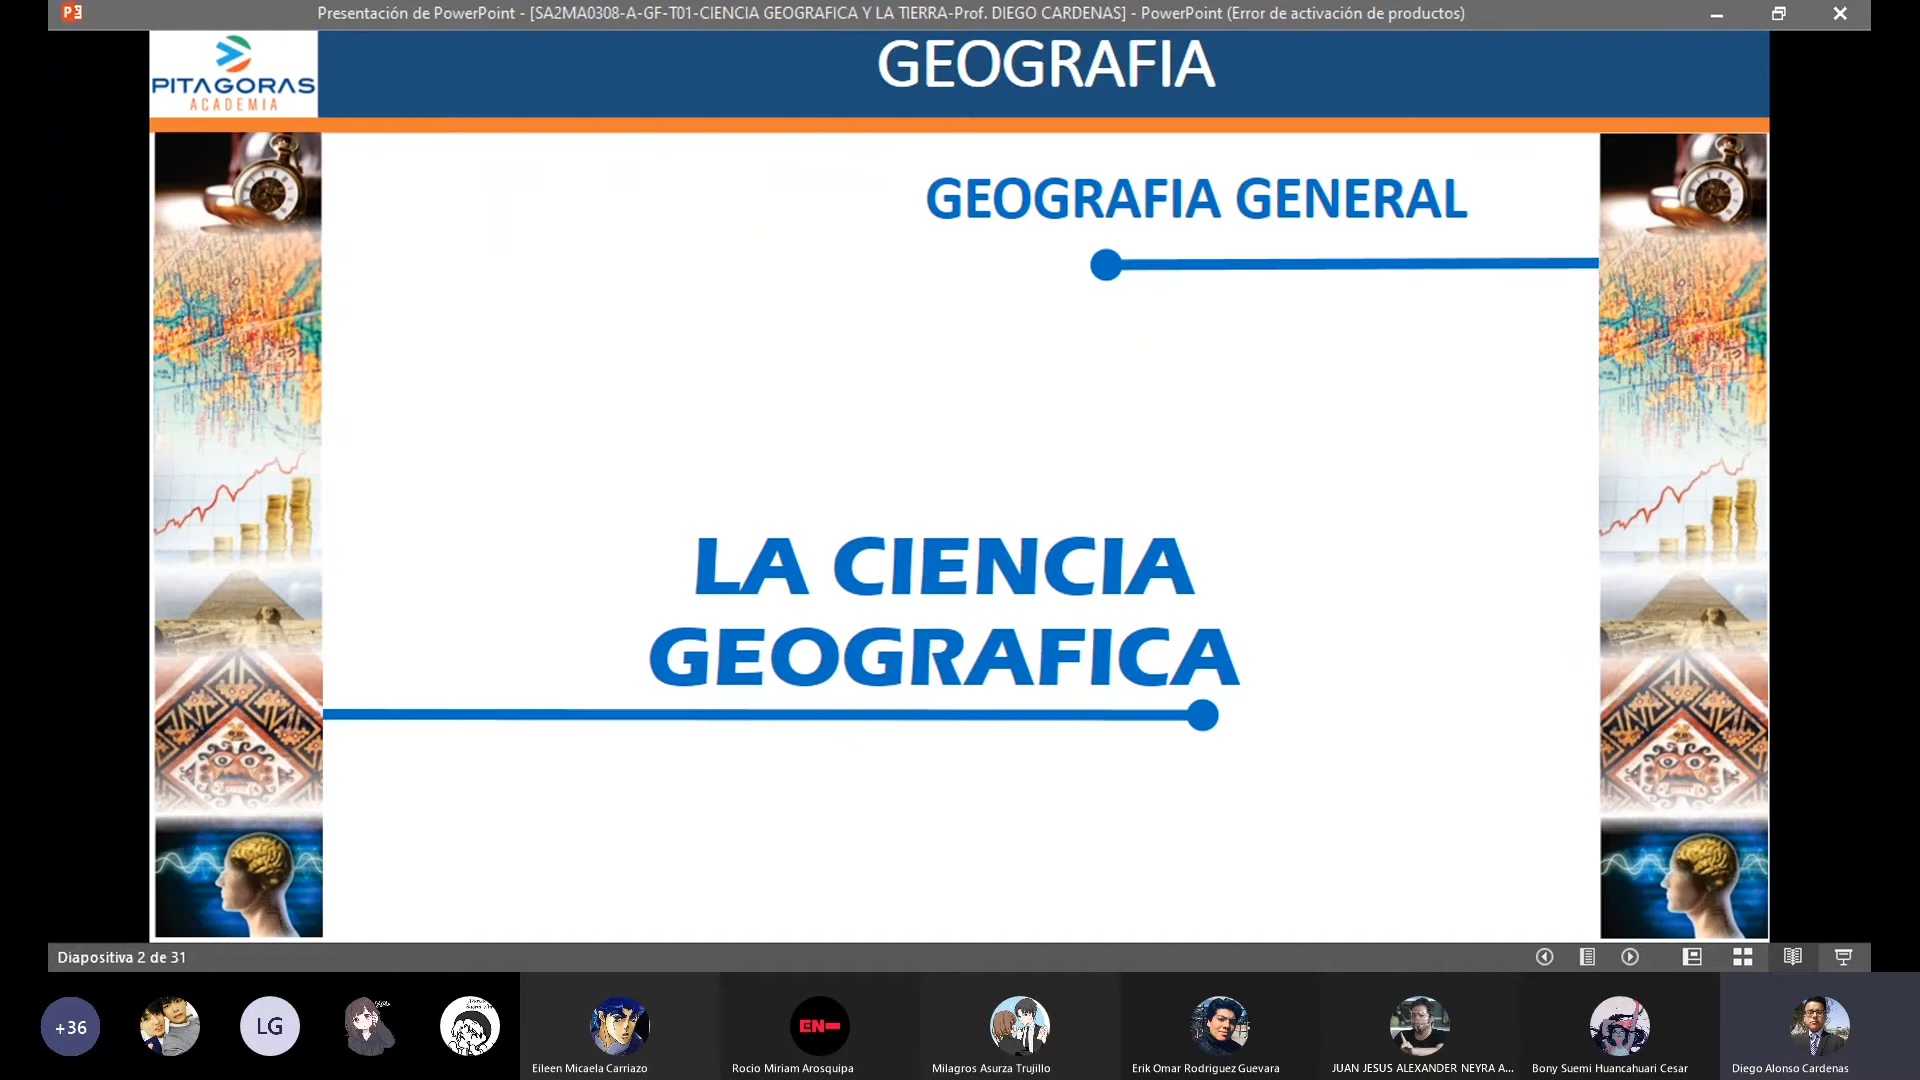 Presentación de PowerPoint - [SA2MA0308-A-GF-T01-CIENCIA GEOGRAFICA Y LA TIERRA-Prof. DIEGO CARDENAS] - PowerPoint (Error de activación de productos)
PITAGORAS
ACADEMIA
GEOGRAFIA
GEOGRAFIA GENERAL
LA CIENCIA
GEOGRAFICA
Diapositiva 2 de 31
+36
LG
EN
Eileen Micaela Carriazo
Rocio Miriam Arosquipa
Milagros Asurza Trujillo
Erik Omar Rodriguez Guevara
JUAN JESUS ALEXANDER NEYRA A...
Bony Suemi Huancahuari Cesar
Diego Alonso Cardenas